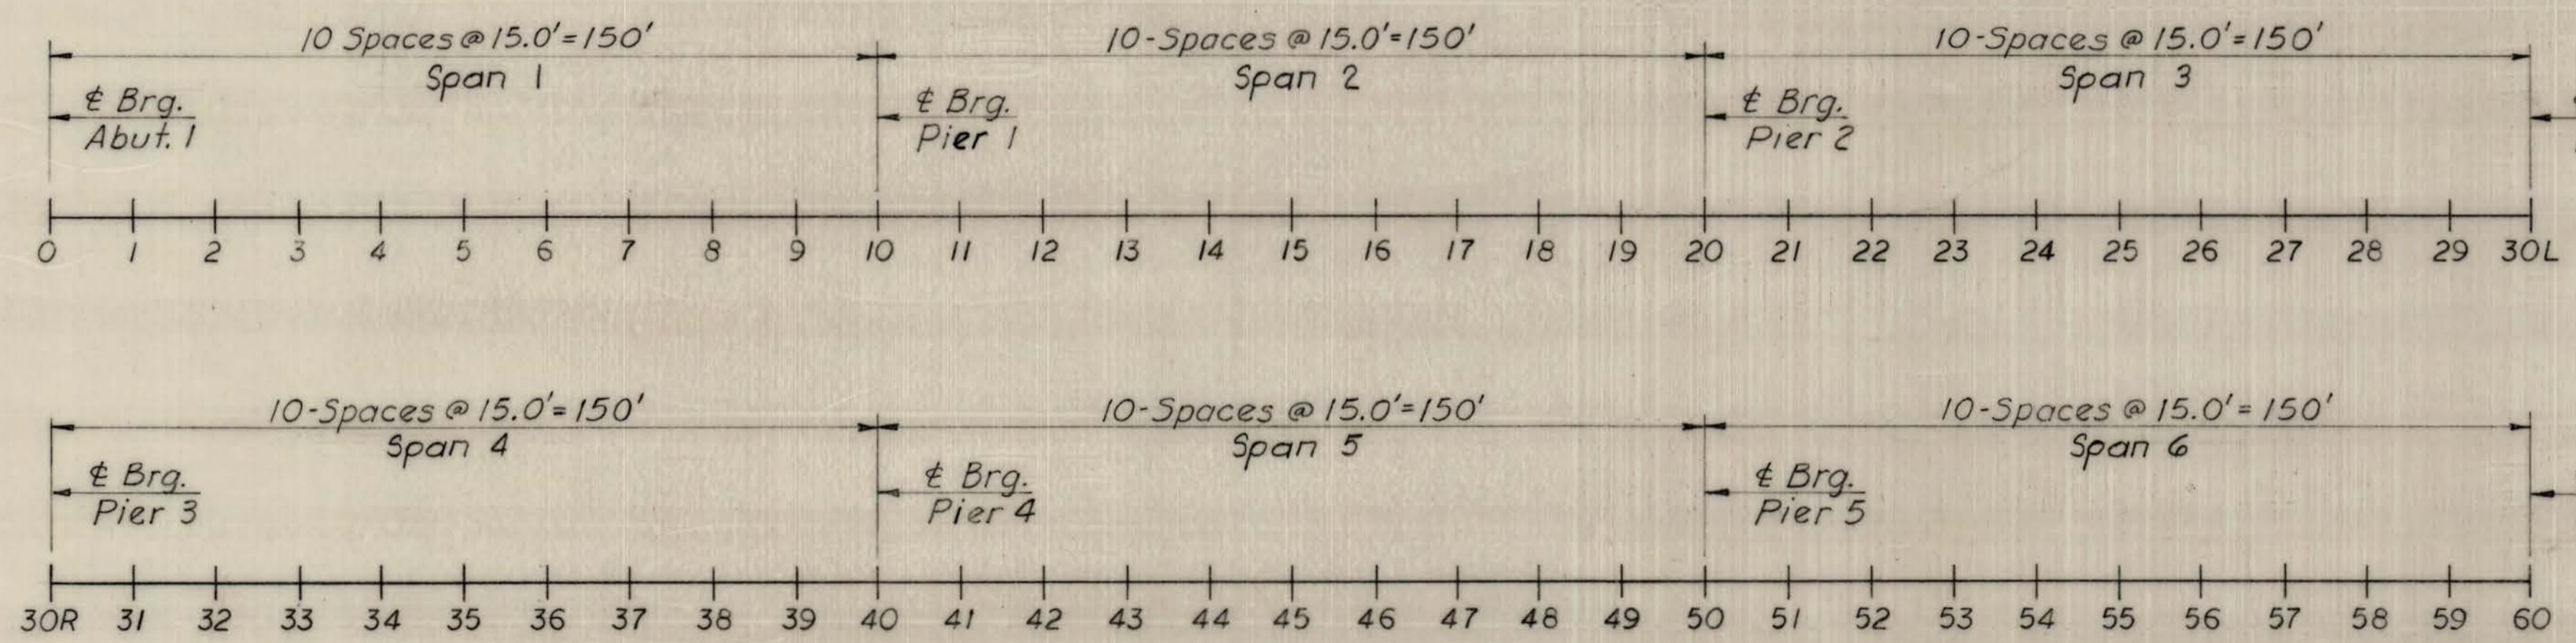 10 Spaces @ 15.0'=150' 10-Spaces @ 15.0'=150' 10-Spaces @ 15.0'=150'
Span 1 Span 2 Span 3
℄ Brg. ℄ Brg. ℄ Brg.
Abut. 1 Pier 1 Pier 2
0 1 2 3 4 5 6 7 8 9 10 11 12 13 14 15 16 17 18 19 20 21 22 23 24 25 26 27 28 29 30L
10-Spaces @ 15.0'=150' 10-Spaces @ 15.0'=150' 10-Spaces @ 15.0'=150'
Span 4 Span 5 Span 6
℄ Brg. ℄ Brg. ℄ Brg.
Pier 3 Pier 4 Pier 5
30R 31 32 33 34 35 36 37 38 39 40 41 42 43 44 45 46 47 48 49 50 51 52 53 54 55 56 57 58 59 60